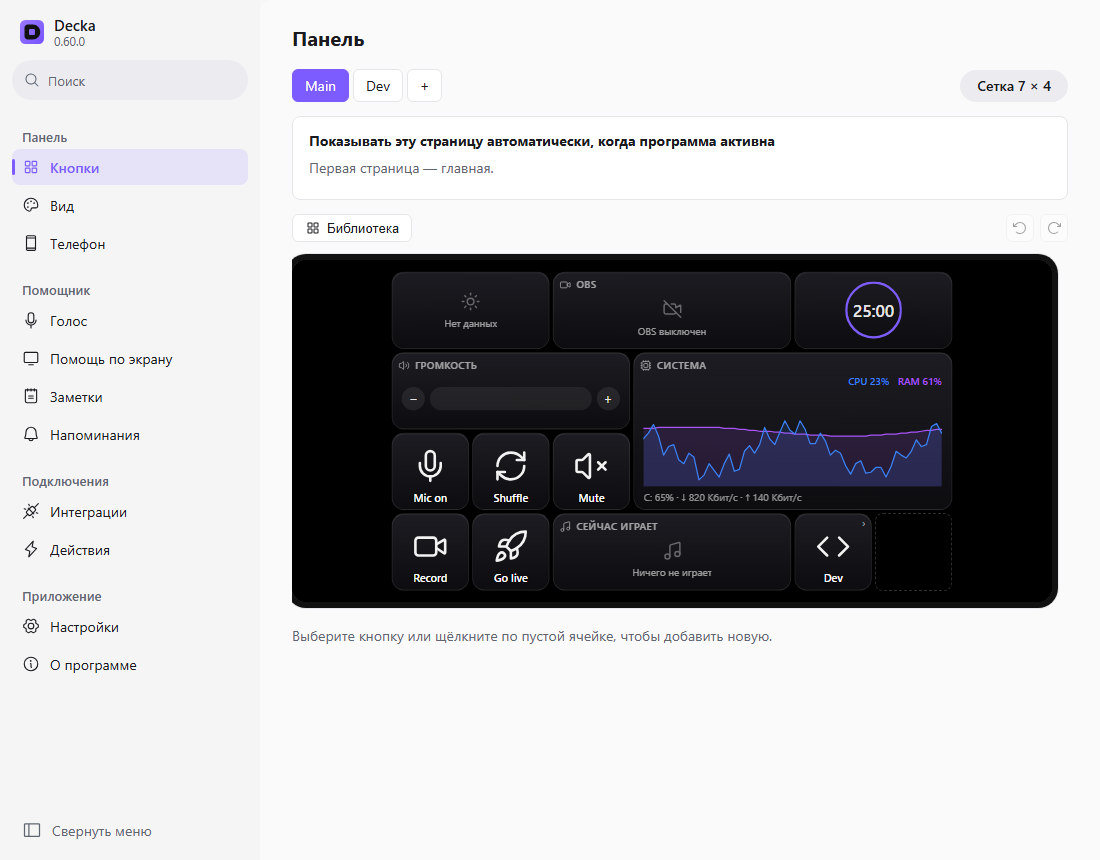 Decka
0.60.0
Поиск
Панель
Кнопки
Вид
Телефон
Помощник
Голос
Помощь по экрану
Заметки
Напоминания
Подключения
Интеграции
Действия
Приложение
Настройки
О программе
Свернуть меню
Панель
Main
Dev
+
Сетка 7 × 4
Показывать эту страницу автоматически, когда программа активна
Первая страница — главная.
Библиотека
Нет данных
OBS
OBS выключен
25:00
ГРОМКОСТЬ
−
+
СИСТЕМА
CPU 23% RAM 61%
C: 65% · ↓ 820 Кбит/с · ↑ 140 Кбит/с
Mic on
Shuffle
Mute
Record
Go live
СЕЙЧАС ИГРАЕТ
Ничего не играет
Dev
Выберите кнопку или щёлкните по пустой ячейке, чтобы добавить новую.